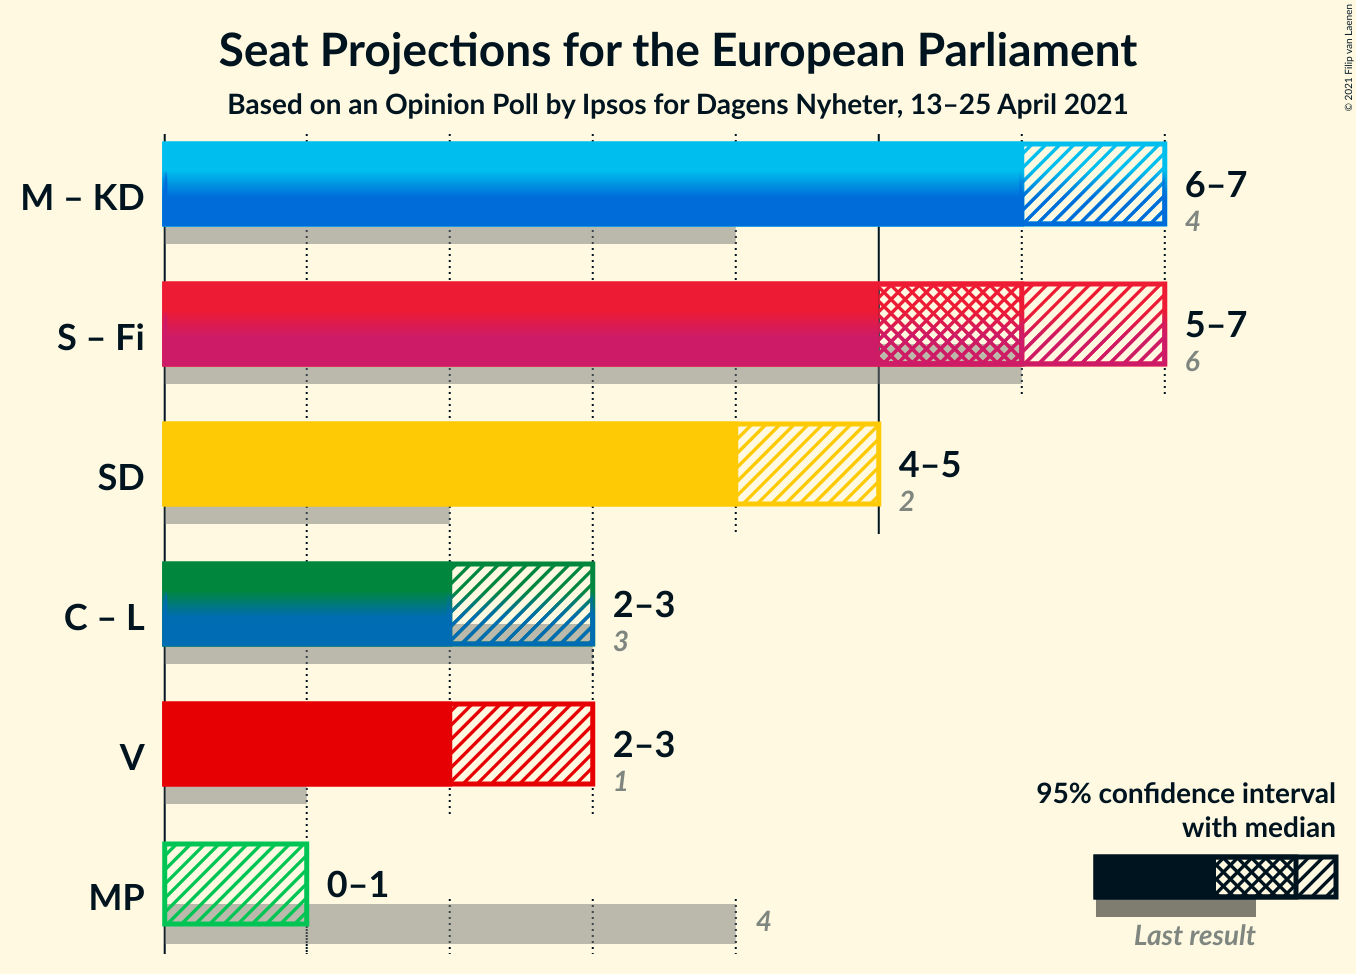 Seat Projections for the European Parliament
Based on an Opinion Poll by Ipsos for Dagens Nyheter, 13–25 April 2021
© 2021 Filip van Laenen
M – KD
6–7
4
S – Fi
5–7
6
SD
4–5
2
C – L
2–3
3
V
2–3
1
MP
0–1
4
95% confidence interval
with median
Last result